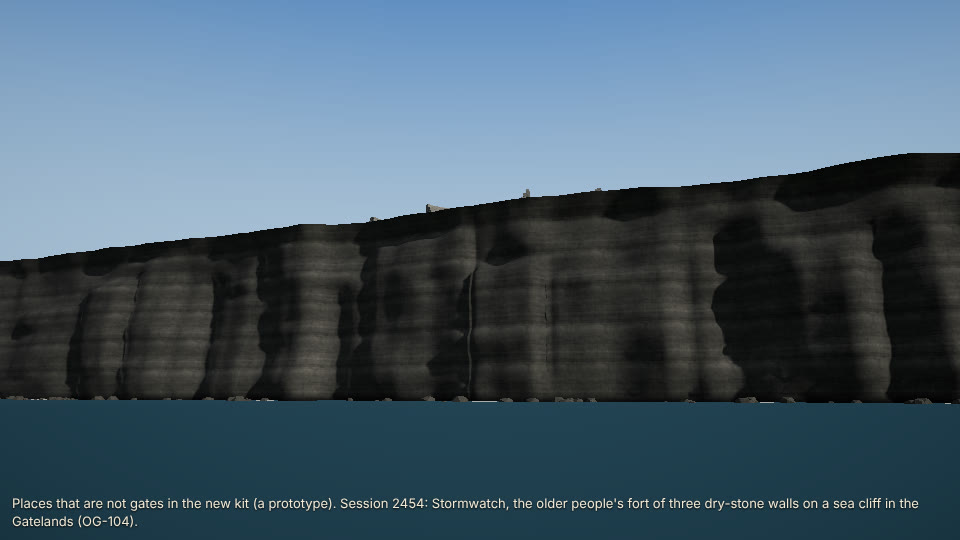 Places that are not gates in the new kit (a prototype). Session 2454: Stormwatch, the older people's fort of three dry-stone walls on a sea cliff in the
Gatelands (OG-104).